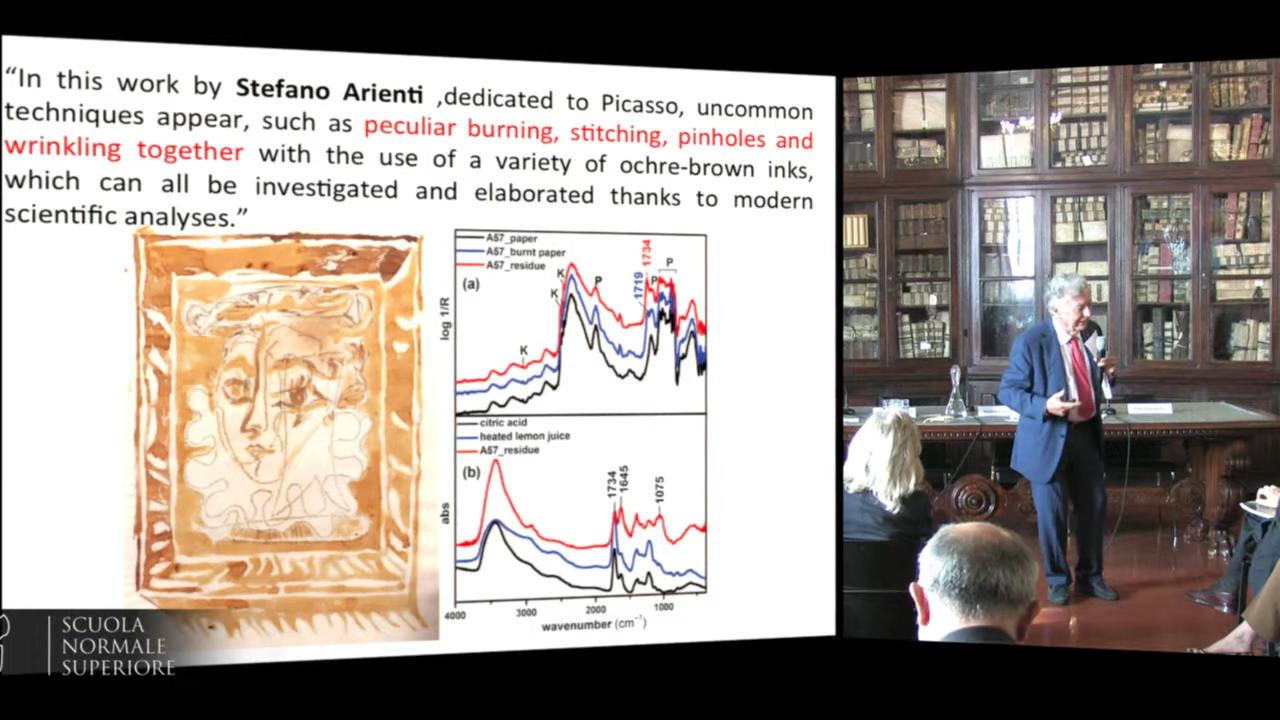 “In this work by Stefano Arienti ,dedicated to Picasso, uncommon
techniques appear, such as peculiar burning, stitching, pinholes and
wrinkling together with the use of a variety of ochre-brown inks,
which can all be investigated and elaborated thanks to modern
scientific analyses.”
A57_paper
A57_burnt paper
A57_residue
(a)
K
K
K
P
1719
1734
P
P
log 1/R
citric acid
heated lemon juice
A57_residue
(b)
1734
1645
1075
abs
4000
3000
2000
1000
wavenumber (cm⁻¹)
SCUOLA
NORMALE
SUPERIORE